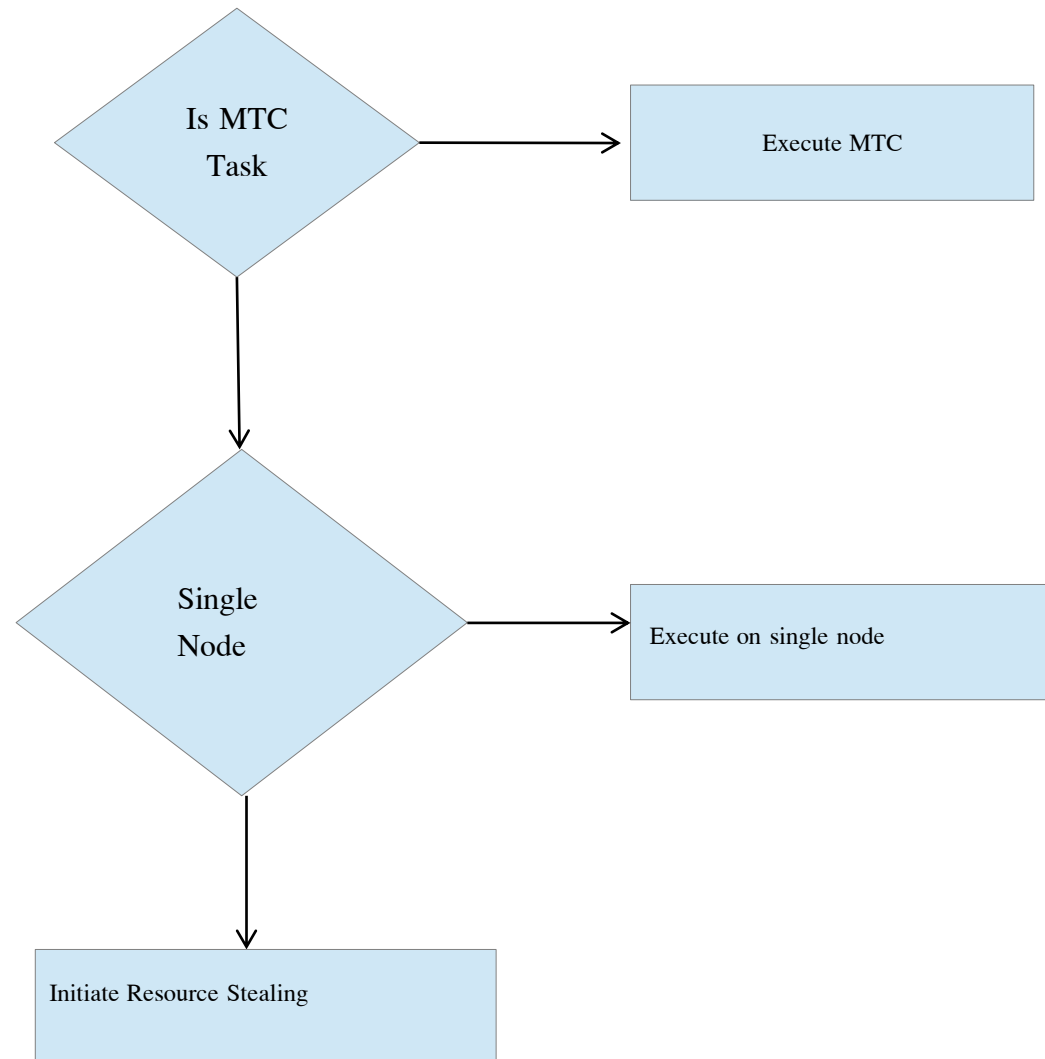 Is MTC
Task
Execute MTC
Single
Node
Execute on single node
Initiate Resource Stealing